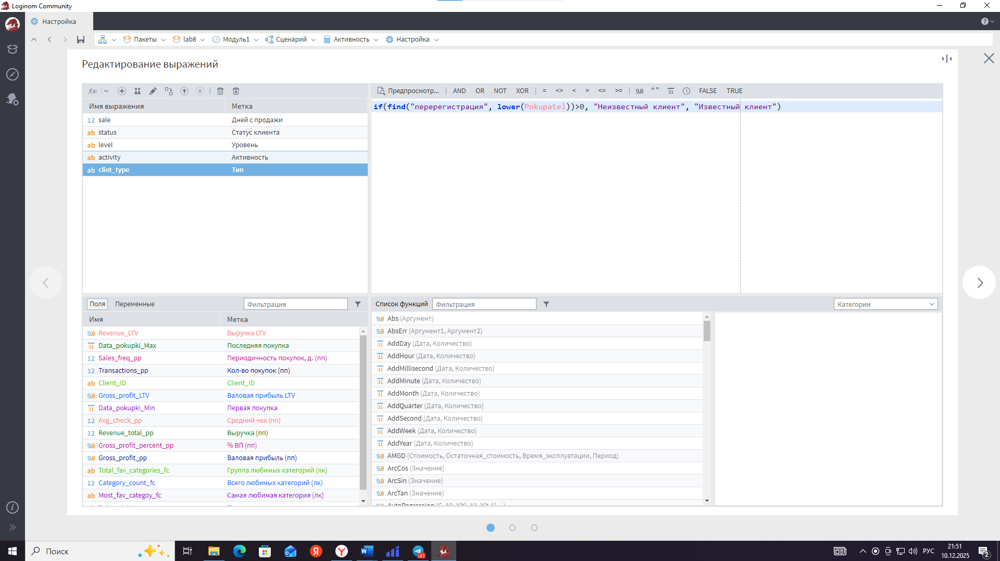 Loginom Community
Настройка
Пакеты
lab8
Модуль1
Сценарий
Активность
Настройка
Редактирование выражений
f(x)
Предпросмотр...
AND
OR
NOT
XOR
=
<>
<
>
<=
>=
9.0
“ ”
31
FALSE
TRUE
Имя выражения
Метка
if(find("перерегистрация", lower(Pokupatel))>0, "Неизвестный клиент", "Известный клиент")
12 sale
Дней с продажи
ab status
Статус клиента
ab level
Уровень
ab activity
Активность
ab cliet_type
Тип
Поля
Переменные
Фильтрация
Список функций
Фильтрация
Категории
Имя
Метка
9.0 Revenue_LTV
Выручка LTV
31 Data_pokupki_Max
Последняя покупка
12 Sales_freq_pp
Периодичность покупок, д. (пп)
12 Transactions_pp
Кол-во покупок (пп)
ab Client_ID
Client_ID
9.0 Gross_profit_LTV
Валовая прибыль LTV
31 Data_pokupki_Min
Первая покупка
12 Avg_check_pp
Средний чек (пп)
12 Revenue_total_pp
Выручка (пп)
9.0 Gross_profit_percent_pp
% ВП (пп)
9.0 Gross_profit_pp
Валовая прибыль (пп)
ab Total_fav_categories_fc
Группа любимых категорий (лк)
12 Category_count_fc
Всего любимых категорий (лк)
ab Most_fav_categoy_fc
Самая любимая категория (лк)
9.0 Abs (Аргумент)
9.0 AbsErr (Аргумент1, Аргумент2)
31 AddDay (Дата, Количество)
31 AddHour (Дата, Количество)
31 AddMillisecond (Дата, Количество)
31 AddMinute (Дата, Количество)
31 AddMonth (Дата, Количество)
31 AddQuarter (Дата, Количество)
31 AddSecond (Дата, Количество)
31 AddWeek (Дата, Количество)
31 AddYear (Дата, Количество)
9.0 AMGD (Стоимость, Остаточная_стоимость, Время_эксплуатации, Период)
9.0 ArcCos (Значение)
9.0 ArcSin (Значение)
9.0 ArcTan (Значение)
Поиск
41
РУС
21:51
10.12.2025
2